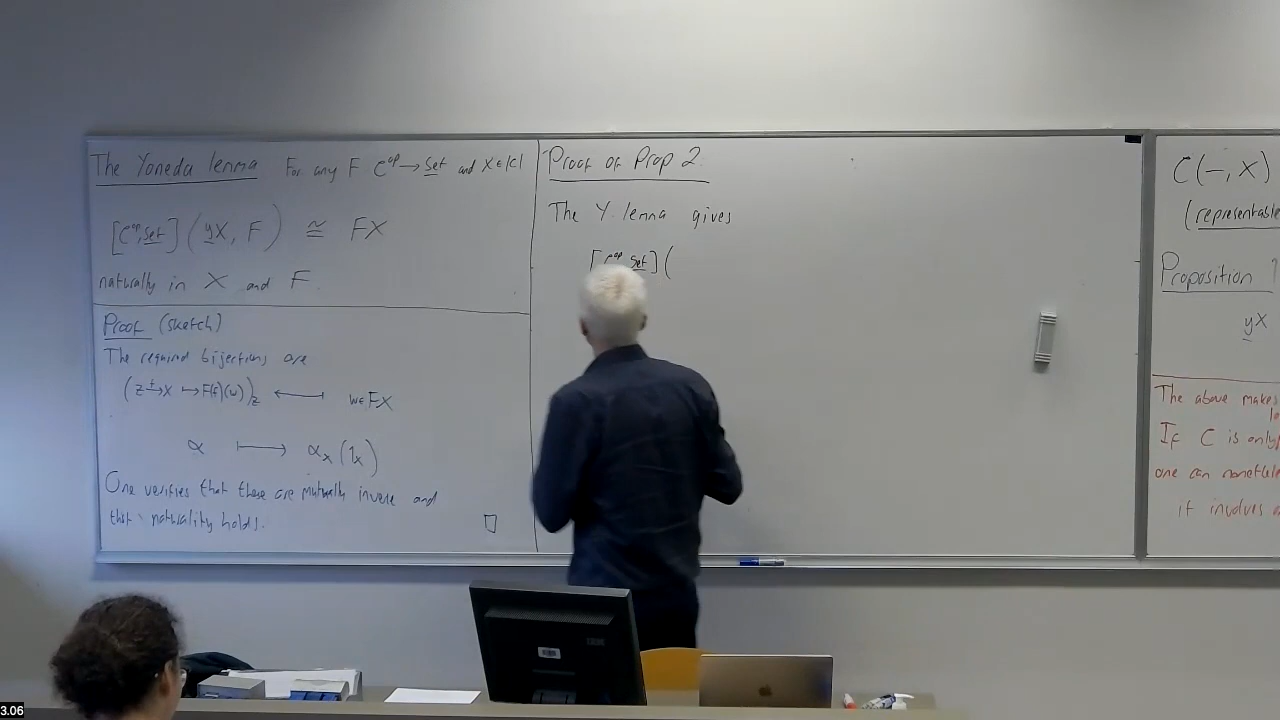 The Yoneda lemma For any F C^op → Set and X ∈ |C|
[C^op, Set](yX, F) ≅ FX
naturally in X and F.
Proof (sketch)
The required bijections are
(Z →^f X ↦ F(f)(w))_Z ⟵| w∈FX
α ⟼ α_X(1_X)
One verifies that these are mutually inverse and
that naturality holds. □
Proof of Prop 2.
The Y. lemma gives
[C^op Set](
C(-, X)
(representable
Proposition 1
yX
The above makes
If C is only
one can nonethele
it involves
IBM
3.06